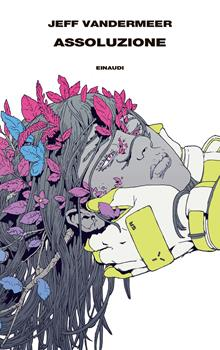 JEFF VANDERMEER
ASSOLUZIONE
EINAUDI